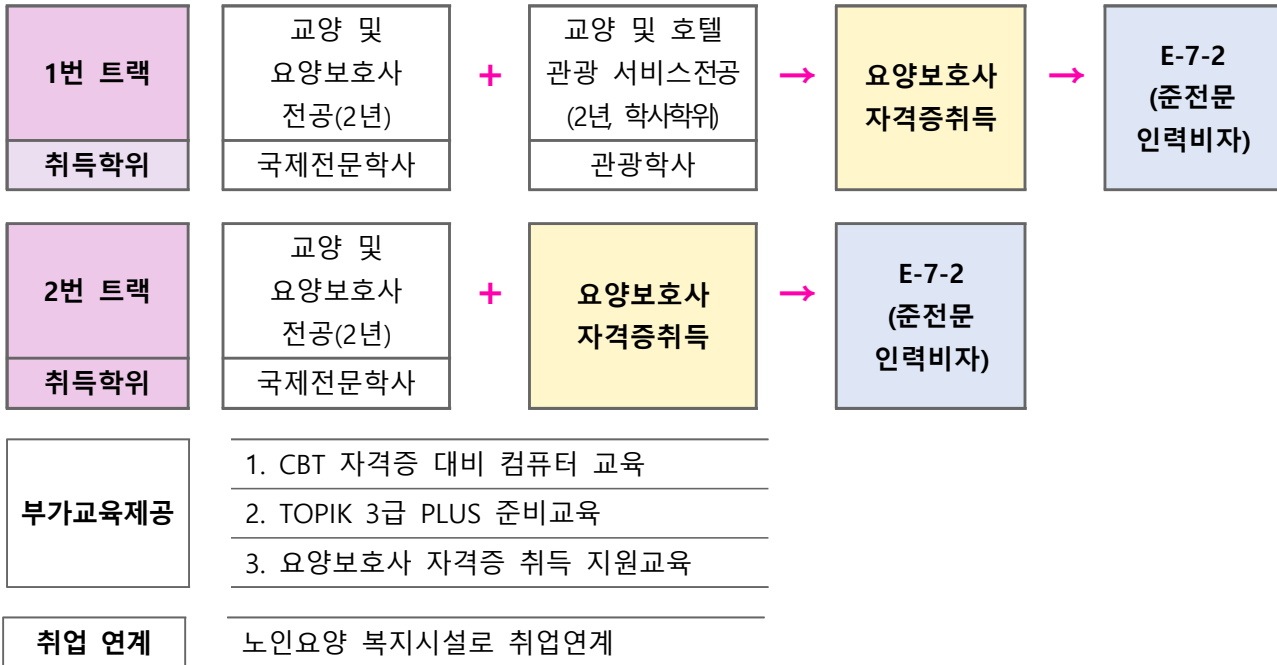 1번 트랙
취득학위
교양 및
요양보호사
전공(2년)
국제전문학사
+
교양 및 호텔
관광 서비스전공
(2년, 학사학위)
관광학사
→
요양보호사
자격증취득
→
E-7-2
(준전문
인력비자)
2번 트랙
취득학위
교양 및
요양보호사
전공(2년)
국제전문학사
+
요양보호사
자격증취득
→
E-7-2
(준전문
인력비자)
부가교육제공
1. CBT 자격증 대비 컴퓨터 교육
2. TOPIK 3급 PLUS 준비교육
3. 요양보호사 자격증 취득 지원교육
취업 연계
노인요양 복지시설로 취업연계